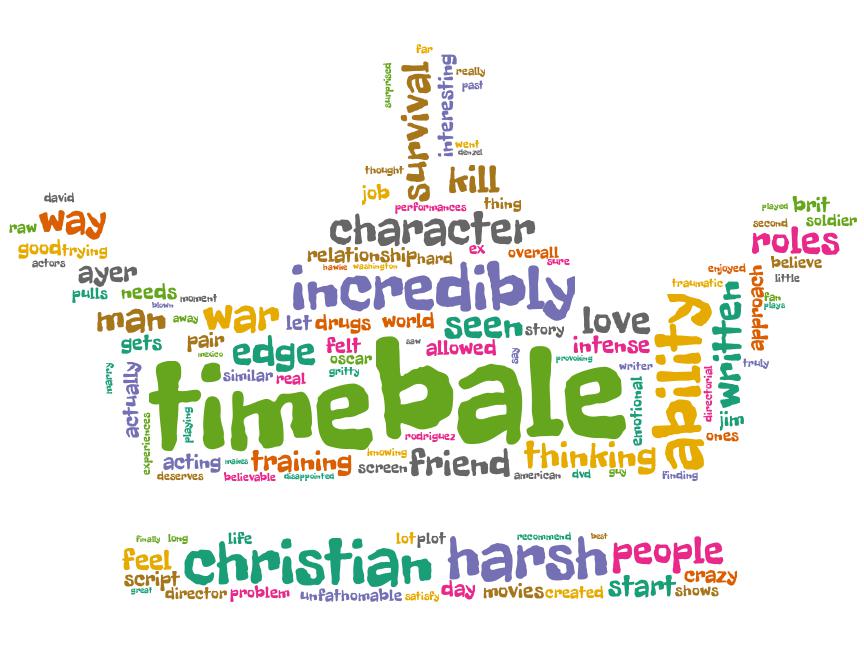 far
surprised
survival
interesting
really
past
went
denzel
thought
job
kill
performances
thing
david
raw
way
good
trying
actors
character
played
brit
second
soldier
roles
believe
little
relationship
hard
ex
overall
sure
hawke
washington
enjoyed
traumatic
approach
fan
plays
ayer
pulls
needs
moment
blown
incredibly
man
away
war
let
drugs
world
seen
story
love
ability
written
gets
pair
mexico
edge
felt
oscar
saw
allowed
say
intense
provoking
writer
truly
marry
actually
similar
real
gritty
time
bale
emotional
directorial
jim
ones
experiences
playing
rodriguez
acting
makes
training
knowing
screen
friend
thinking
deserves
believable
disappointed
american
dvd
guy
finding
finally
long
life
lot
plot
recommend
best
feel
christian
harsh
people
script
crazy
great
director
problem
unfathomable
satisfy
day
movies
created
start
shows